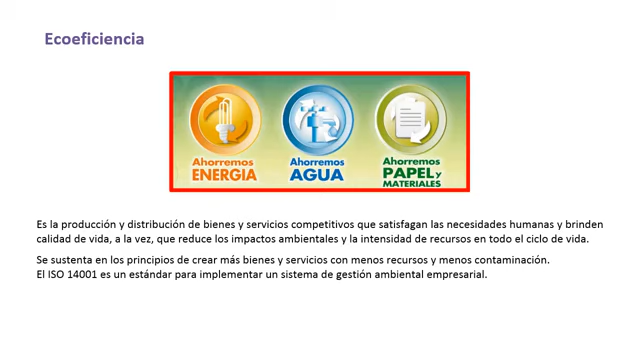 Ecoeficiencia
Ahorremos
ENERGIA
Ahorremos
AGUA
Ahorremos
PAPEL y
MATERIALES
Es la producción y distribución de bienes y servicios competitivos que satisfagan las necesidades humanas y brinden
calidad de vida, a la vez, que reduce los impactos ambientales y la intensidad de recursos en todo el ciclo de vida.
Se sustenta en los principios de crear más bienes y servicios con menos recursos y menos contaminación.
El ISO 14001 es un estándar para implementar un sistema de gestión ambiental empresarial.